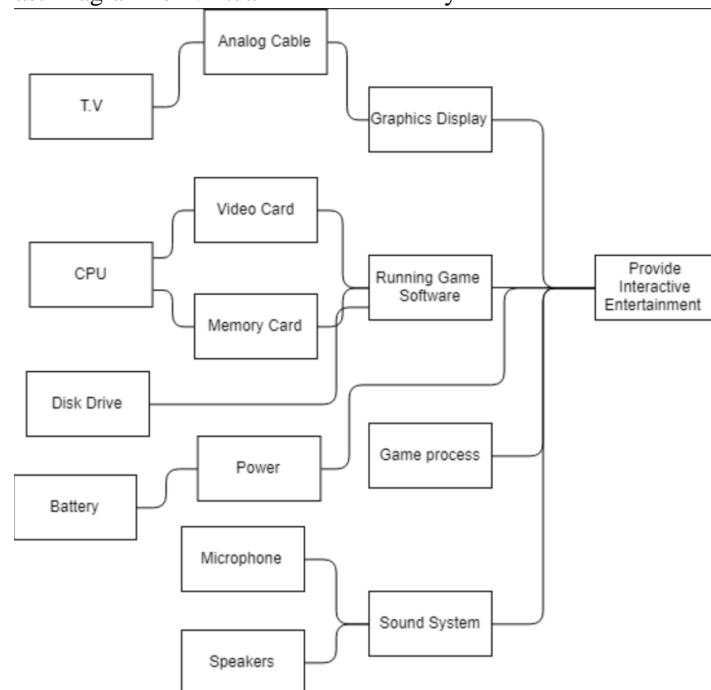 Analog Cable
T.V
Graphics Display
Video Card
CPU
Running Game
Software
Provide
Interactive
Entertainment
Memory Card
Disk Drive
Power
Game process
Battery
Microphone
Sound System
Speakers